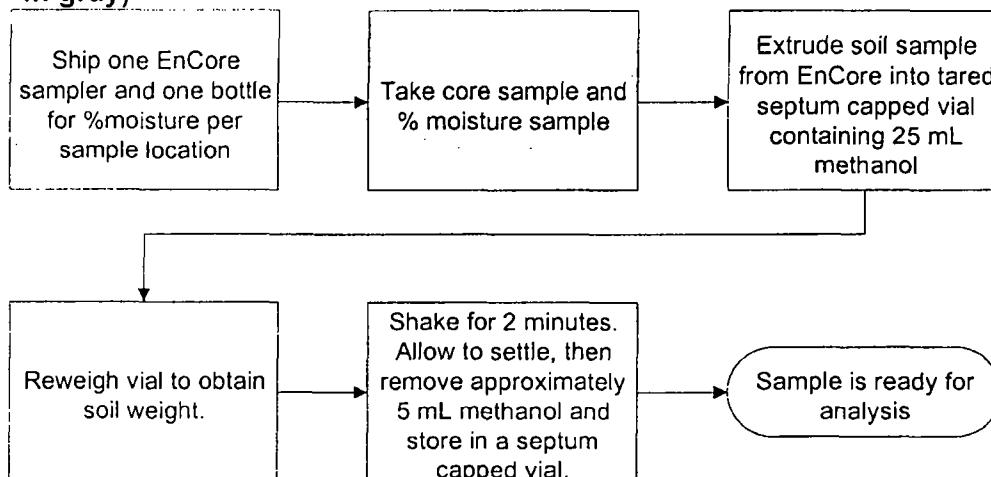 in gray)
Ship one EnCore
sampler and one bottle
for %moisture per
sample location
Take core sample and
% moisture sample
Extrude soil sample
from EnCore into tared
septum capped vial
containing 25 mL
methanol
Reweigh vial to obtain
soil weight.
Shake for 2 minutes.
Allow to settle, then
remove approximately
5 mL methanol and
store in a septum
capped vial.
Sample is ready for
analysis